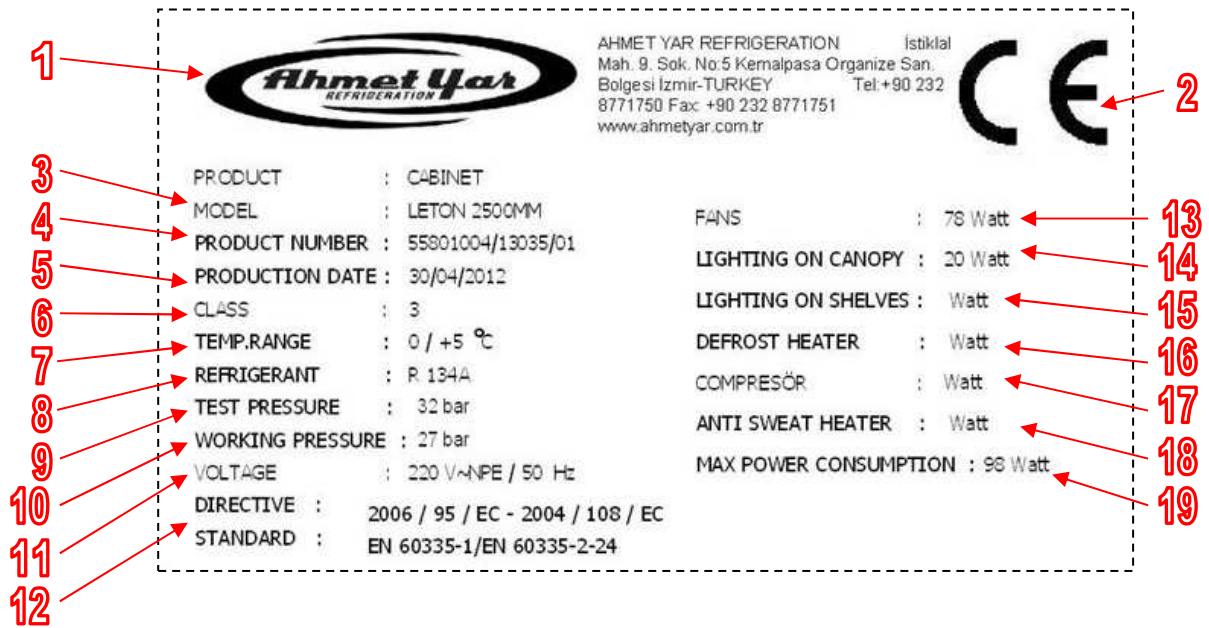 Ahmet Yar
REFRIGERATION
AHMET YAR REFRIGERATION İstiklal
Mah. 9. Sok. No:5 Kemalpasa Organize San.
Bolgesi İzmir-TURKEY Tel:+90 232
8771750 Fax: +90 232 8771751
www.ahmetyar.com.tr
CE
1
2
3
4
5
6
7
8
9
10
11
12
PRODUCT : CABINET
MODEL : LETON 2500MM
PRODUCT NUMBER : 55801004/13035/01
PRODUCTION DATE : 30/04/2012
CLASS : 3
TEMP.RANGE : 0 / +5 °C
REFRIGERANT : R 134A
TEST PRESSURE : 32 bar
WORKING PRESSURE : 27 bar
VOLTAGE : 220 V~NPE / 50 Hz
DIRECTIVE : 2006 / 95 / EC - 2004 / 108 / EC
STANDARD : EN 60335-1/EN 60335-2-24
FANS : 78 Watt
LIGHTING ON CANOPY : 20 Watt
LIGHTING ON SHELVES : Watt
DEFROST HEATER : Watt
COMPRESÖR : Watt
ANTI SWEAT HEATER : Watt
MAX POWER CONSUMPTION : 98 Watt
13
14
15
16
17
18
19